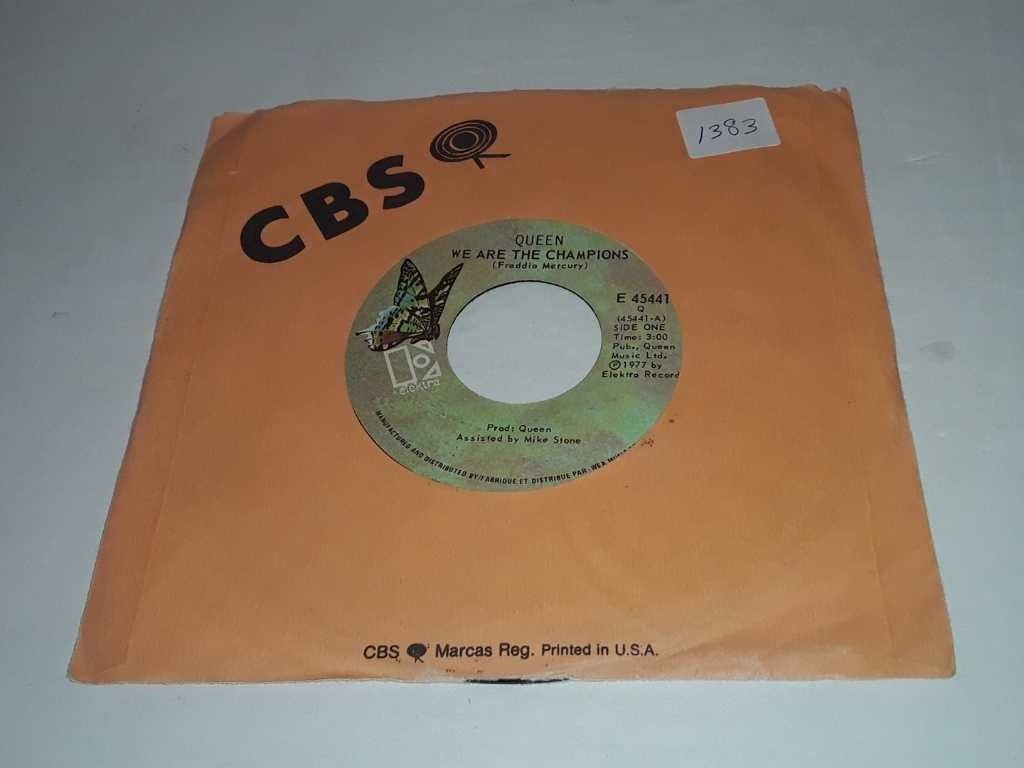 1383
CBS
QUEEN
WE ARE THE CHAMPIONS
(Freddie Mercury)
E 45441
Q
(45441-A)
SIDE ONE
Time: 3:00
Pub., Queen
Music Ltd.
℗ 1977 by
Elektra Record
elektra
Prod: Queen
Assisted by Mike Stone
MANUFACTURED AND DISTRIBUTED BY/FABRIQUE ET DISTRIBUE PAR: WEA
CBS Marcas Reg. Printed in U.S.A.